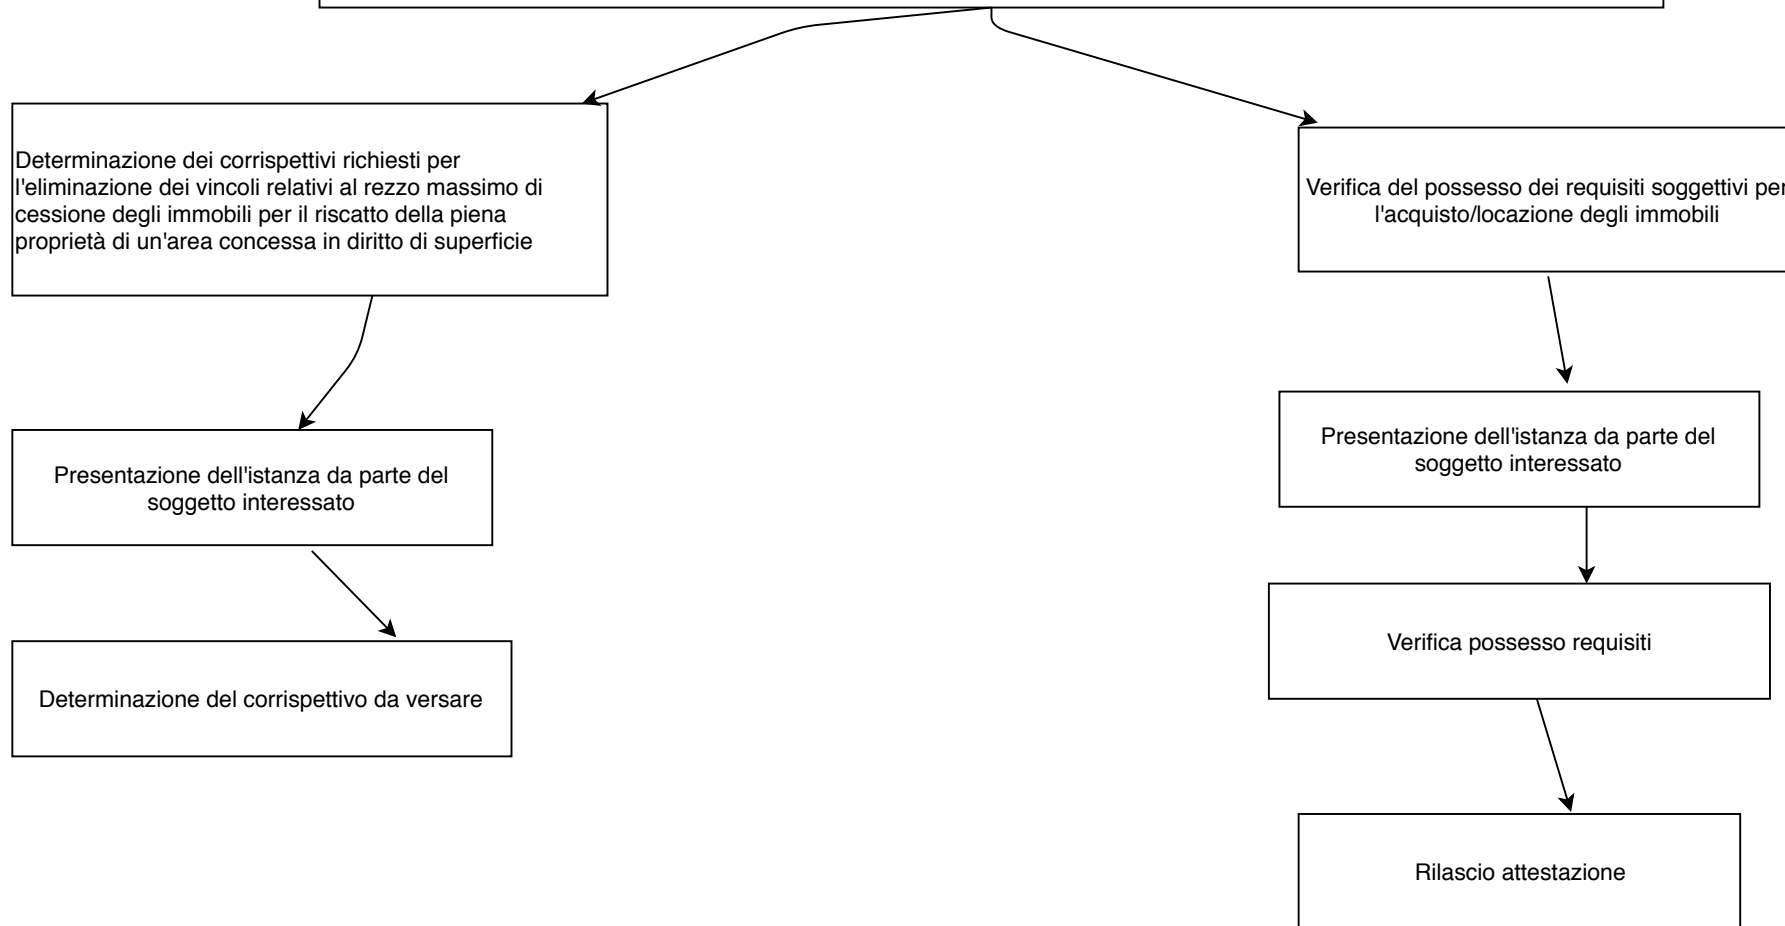 Determinazione dei corrispettivi richiesti per
l'eliminazione dei vincoli relativi al rezzo massimo di
cessione degli immobili per il riscatto della piena
proprietà di un'area concessa in diritto di superficie
Presentazione dell'istanza da parte del
soggetto interessato
Determinazione del corrispettivo da versare
Verifica del possesso dei requisiti soggettivi per
l'acquisto/locazione degli immobili
Presentazione dell'istanza da parte del
soggetto interessato
Verifica possesso requisiti
Rilascio attestazione